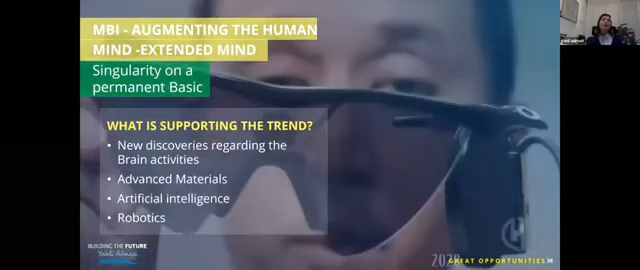 MBI - AUGMENTING THE HUMAN
MIND -EXTENDED MIND
Singularity on a
permanent Basic
WHAT IS SUPPORTING THE TREND?
• New discoveries regarding the
Brain activities
• Advanced Materials
• Artificial intelligence
• Robotics
BUILDING THE FUTURE
GREAT OPPORTUNITIES 38